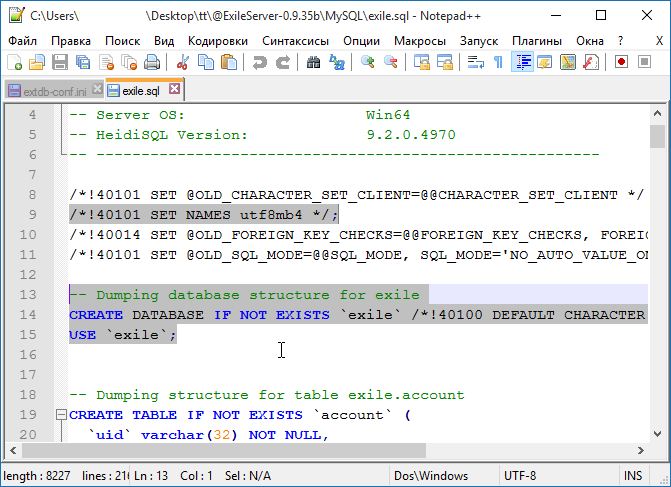 C:\Users\ \Desktop\tt\@ExileServer-0.9.35b\MySQL\exile.sql - Notepad++
Файл Правка Поиск Вид Кодировки Синтаксис Опции Макросы Запуск Плагины Окна ? X
extdb-conf.ini exile.sql
4 -- Server OS: Win64
5 -- HeidiSQL Version: 9.2.0.4970
6 -- --------------------------------------------------------
7
8 /*!40101 SET @OLD_CHARACTER_SET_CLIENT=@@CHARACTER_SET_CLIENT */
9 /*!40101 SET NAMES utf8mb4 */;
10 /*!40014 SET @OLD_FOREIGN_KEY_CHECKS=@@FOREIGN_KEY_CHECKS, FOREIG
11 /*!40101 SET @OLD_SQL_MODE=@@SQL_MODE, SQL_MODE='NO_AUTO_VALUE_ON
12
13 -- Dumping database structure for exile
14 CREATE DATABASE IF NOT EXISTS `exile` /*!40100 DEFAULT CHARACTER
15 USE `exile`;
16
17
18 -- Dumping structure for table exile.account
19 CREATE TABLE IF NOT EXISTS `account` (
20 `uid` varchar(32) NOT NULL,
length : 8227 lines : 216 Ln : 13 Col : 1 Sel : N/A Dos\Windows UTF-8 INS